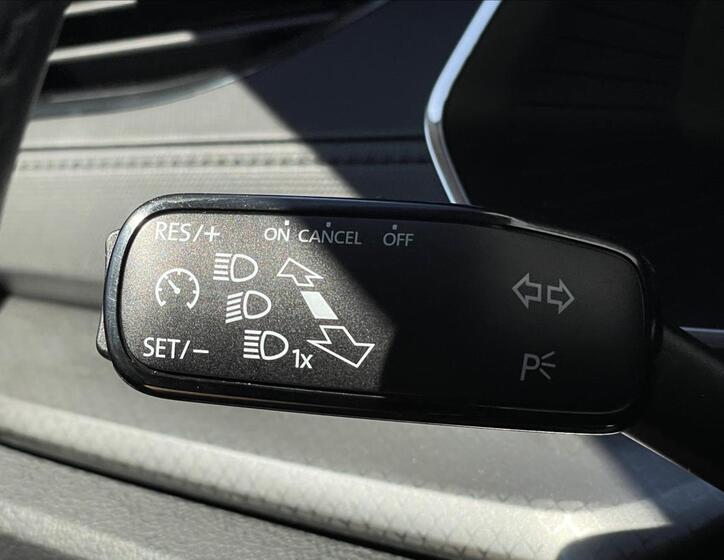 RES/+ ON CANCEL OFF
SET/- 1x
P